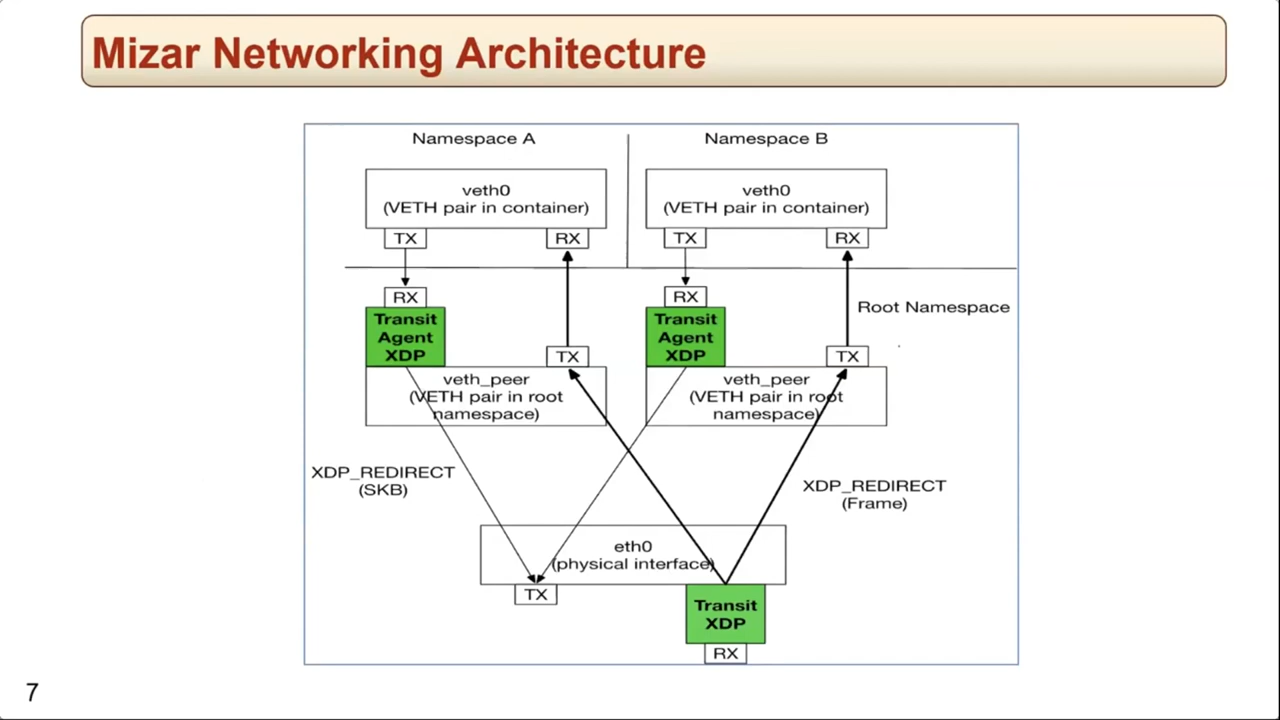 Mizar Networking Architecture
Namespace A
Namespace B
veth0
(VETH pair in container)
veth0
(VETH pair in container)
TX
RX
TX
RX
RX
RX
Root Namespace
Transit
Agent
XDP
Transit
Agent
XDP
TX
TX
veth_peer
(VETH pair in root
namespace)
veth_peer
(VETH pair in root
namespace)
XDP_REDIRECT
(SKB)
XDP_REDIRECT
(Frame)
eth0
(physical interface)
TX
Transit
XDP
RX
7